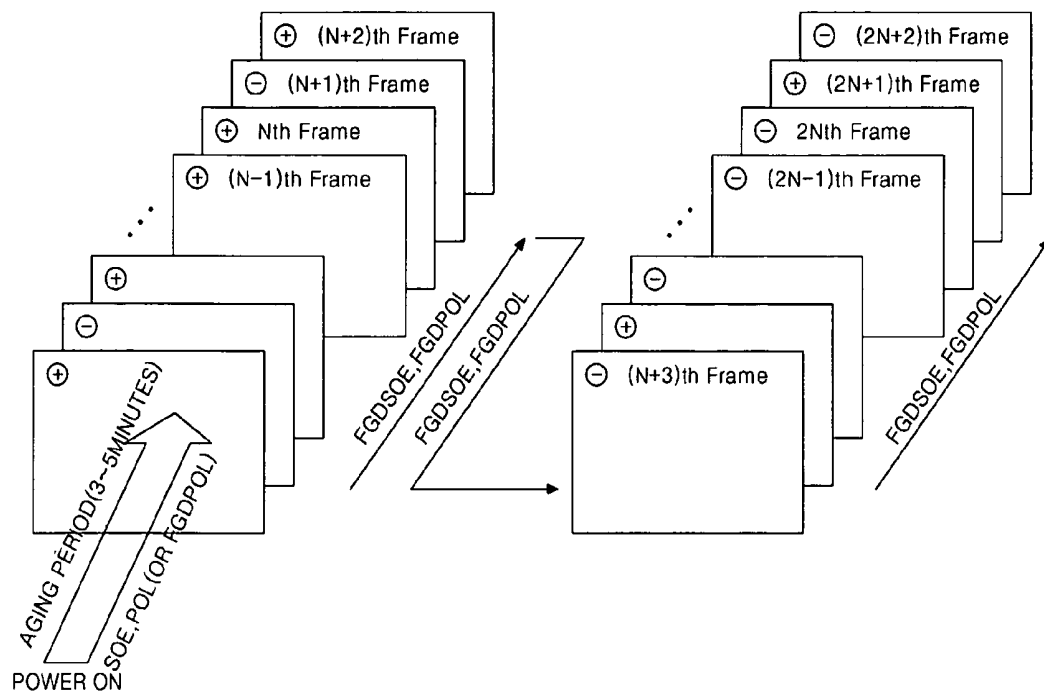 ⊕ (N+2)th Frame
⊖ (N+1)th Frame
⊕ Nth Frame
⊕ (N-1)th Frame
⊕
⊖
⊕
AGING PERIOD(3~5MINUTES)
SOE,POL(OR FGDPOL)
POWER ON
FGDSOE,FGDPOL
FGDSOE,FGDPOL
⊖ (2N+2)th Frame
⊕ (2N+1)th Frame
⊖ 2Nth Frame
⊖ (2N-1)th Frame
⊖
⊕
⊖ (N+3)th Frame
FGDSOE,FGDPOL